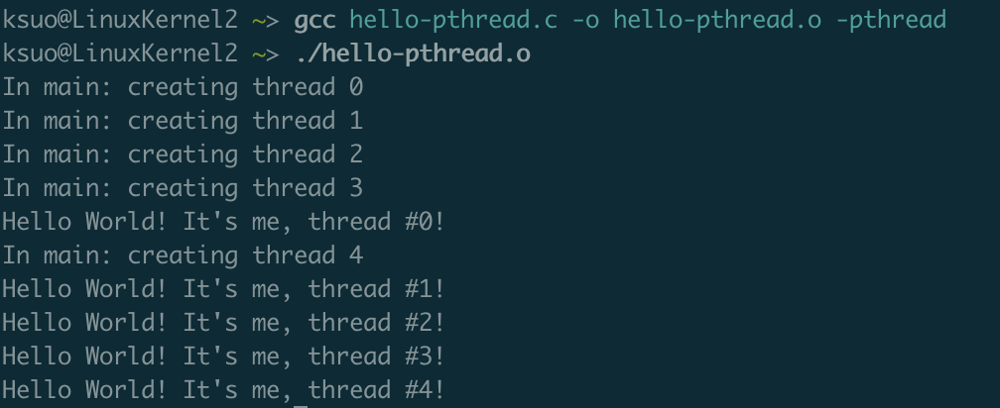 ksuo@LinuxKernel2 ~> gcc hello-pthread.c -o hello-pthread.o -pthread
ksuo@LinuxKernel2 ~> ./hello-pthread.o
In main: creating thread 0
In main: creating thread 1
In main: creating thread 2
In main: creating thread 3
Hello World! It's me, thread #0!
In main: creating thread 4
Hello World! It's me, thread #1!
Hello World! It's me, thread #2!
Hello World! It's me, thread #3!
Hello World! It's me, thread #4!